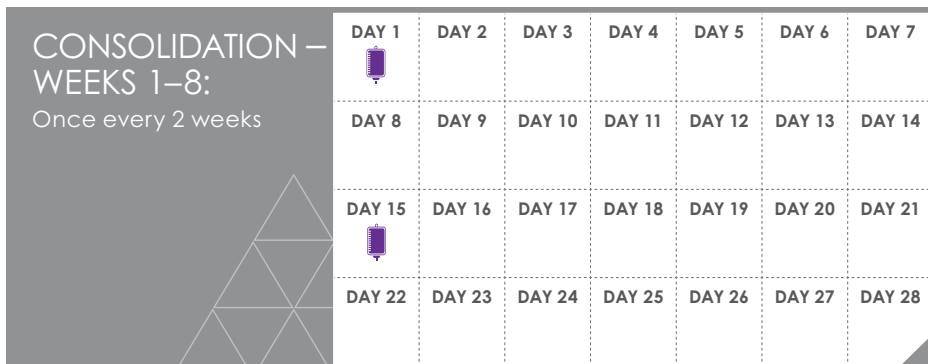 CONSOLIDATION –
WEEKS 1–8:
Once every 2 weeks
DAY 1 DAY 2 DAY 3 DAY 4 DAY 5 DAY 6 DAY 7
DAY 8 DAY 9 DAY 10 DAY 11 DAY 12 DAY 13 DAY 14
DAY 15 DAY 16 DAY 17 DAY 18 DAY 19 DAY 20 DAY 21
DAY 22 DAY 23 DAY 24 DAY 25 DAY 26 DAY 27 DAY 28